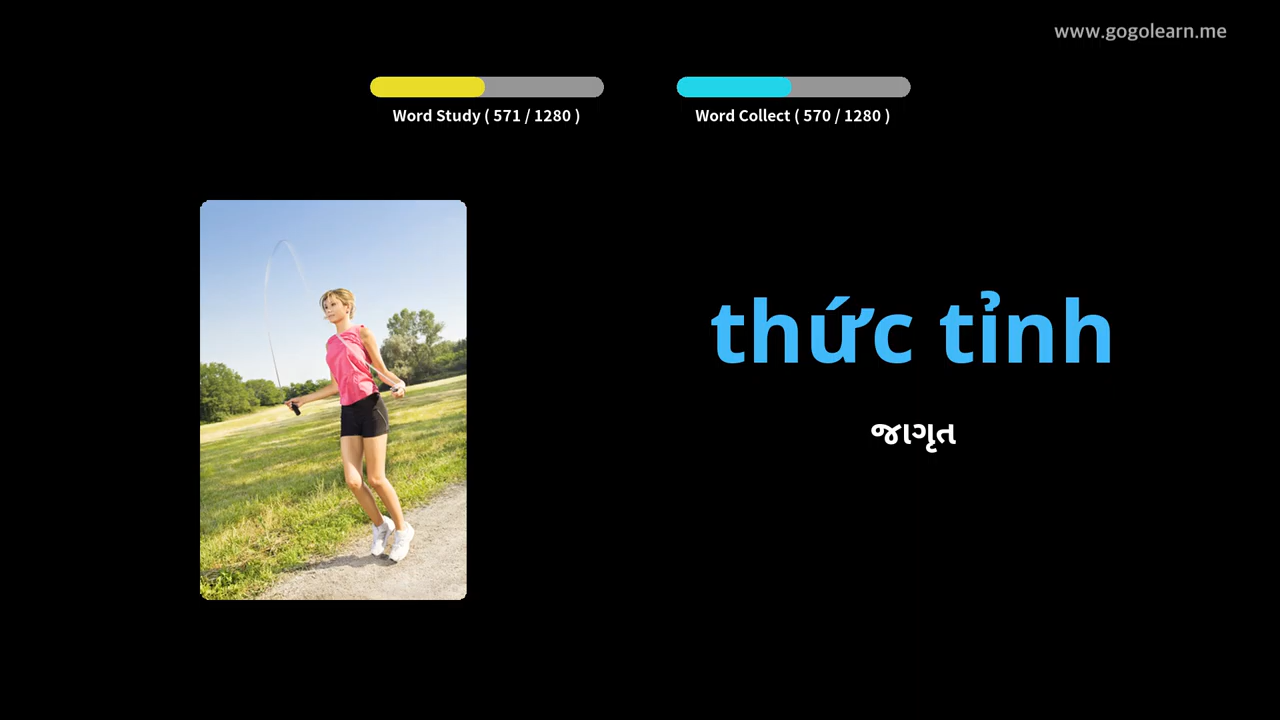 www.gogolearn.me
Word Study ( 571 / 1280 )
Word Collect ( 570 / 1280 )
thức tỉnh
જાગૃત